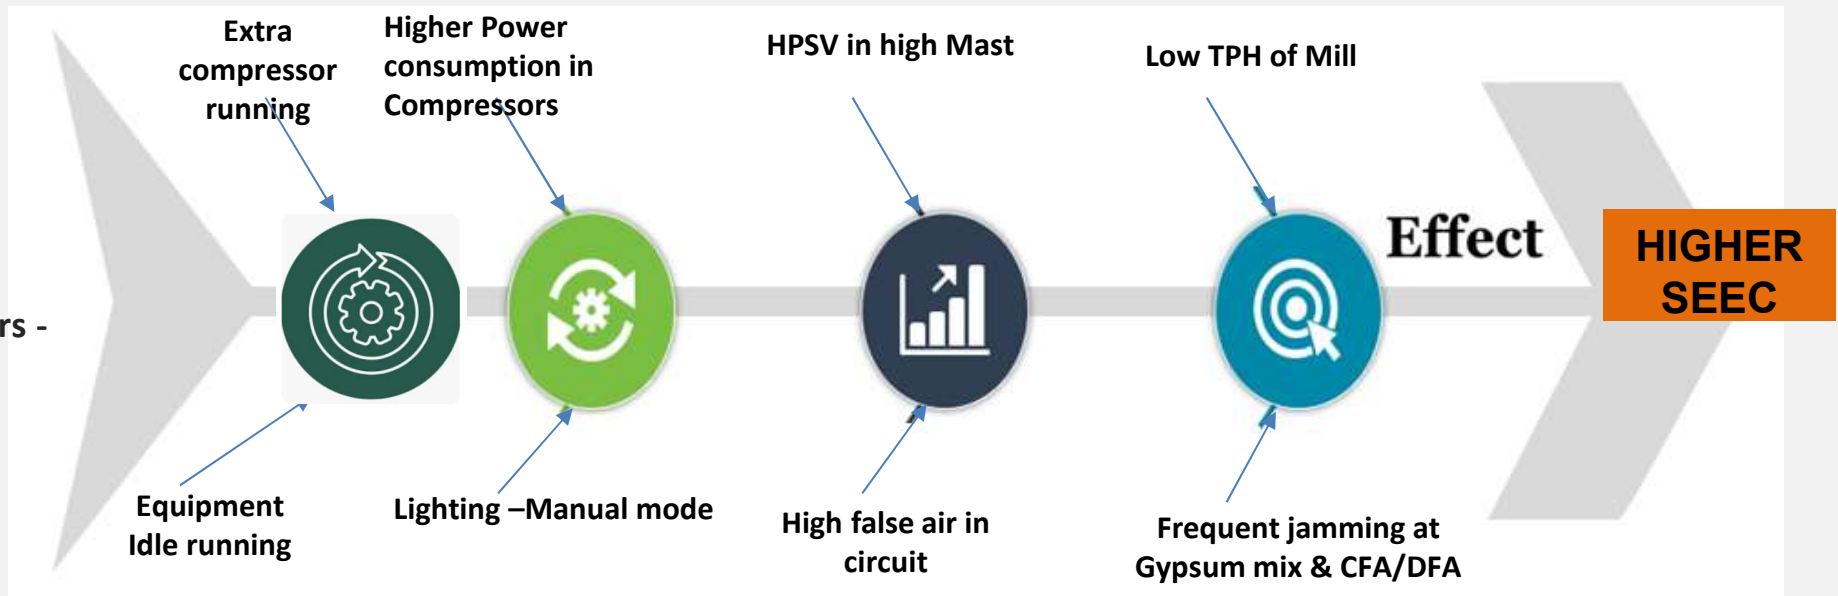 Extra
compressor
running
Higher Power
consumption in
Compressors
HPSV in high Mast
Low TPH of Mill
Effect
HIGHER
SEEC
rs -
Equipment
Idle running
Lighting –Manual mode
High false air in
circuit
Frequent jamming at
Gypsum mix & CFA/DFA